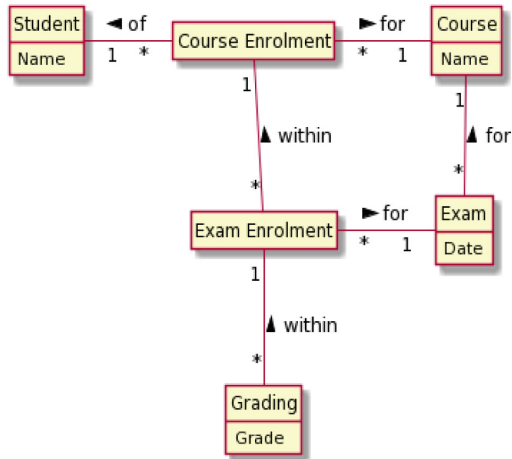 Student
Name
◄ of
1 *
Course Enrolment
► for
* 1
Course
Name
1
▲ within
*
1
▲ for
*
Exam Enrolment
► for
* 1
Exam
Date
1
▲ within
*
Grading
Grade